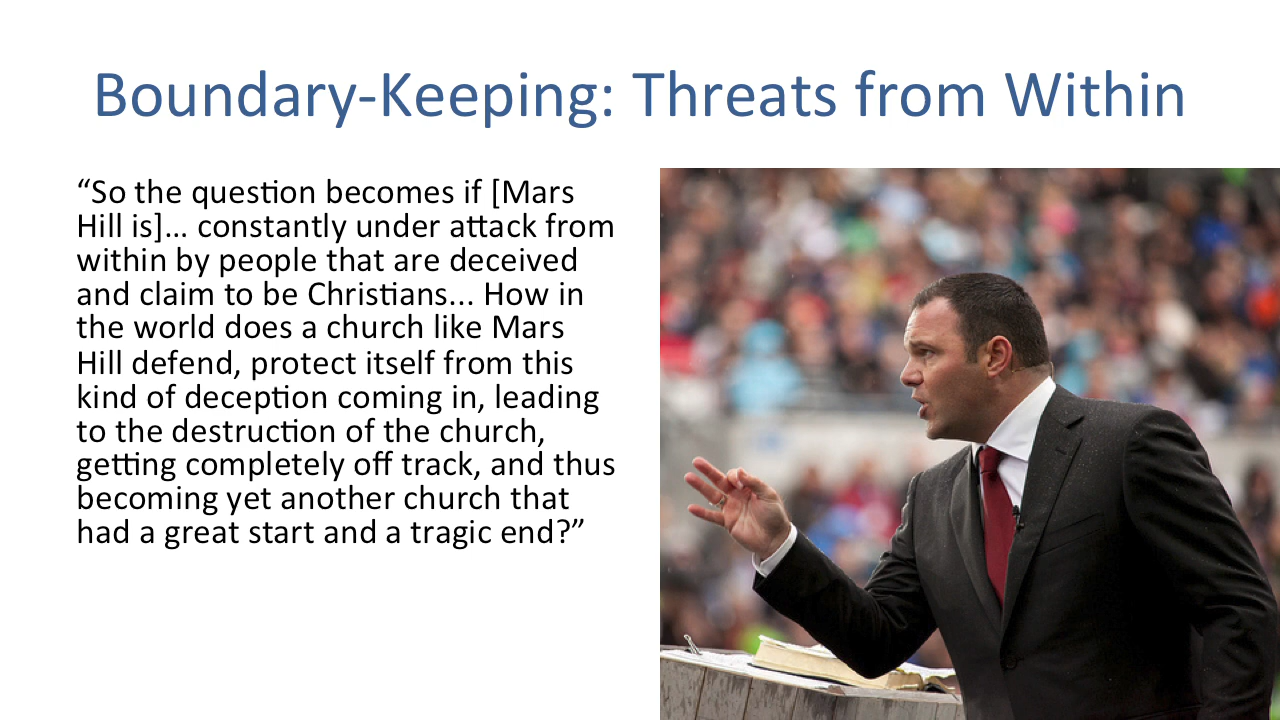 Boundary-Keeping: Threats from Within
“So the question becomes if [Mars
Hill is]... constantly under attack from
within by people that are deceived
and claim to be Christians... How in
the world does a church like Mars
Hill defend, protect itself from this
kind of deception coming in, leading
to the destruction of the church,
getting completely off track, and thus
becoming yet another church that
had a great start and a tragic end?”